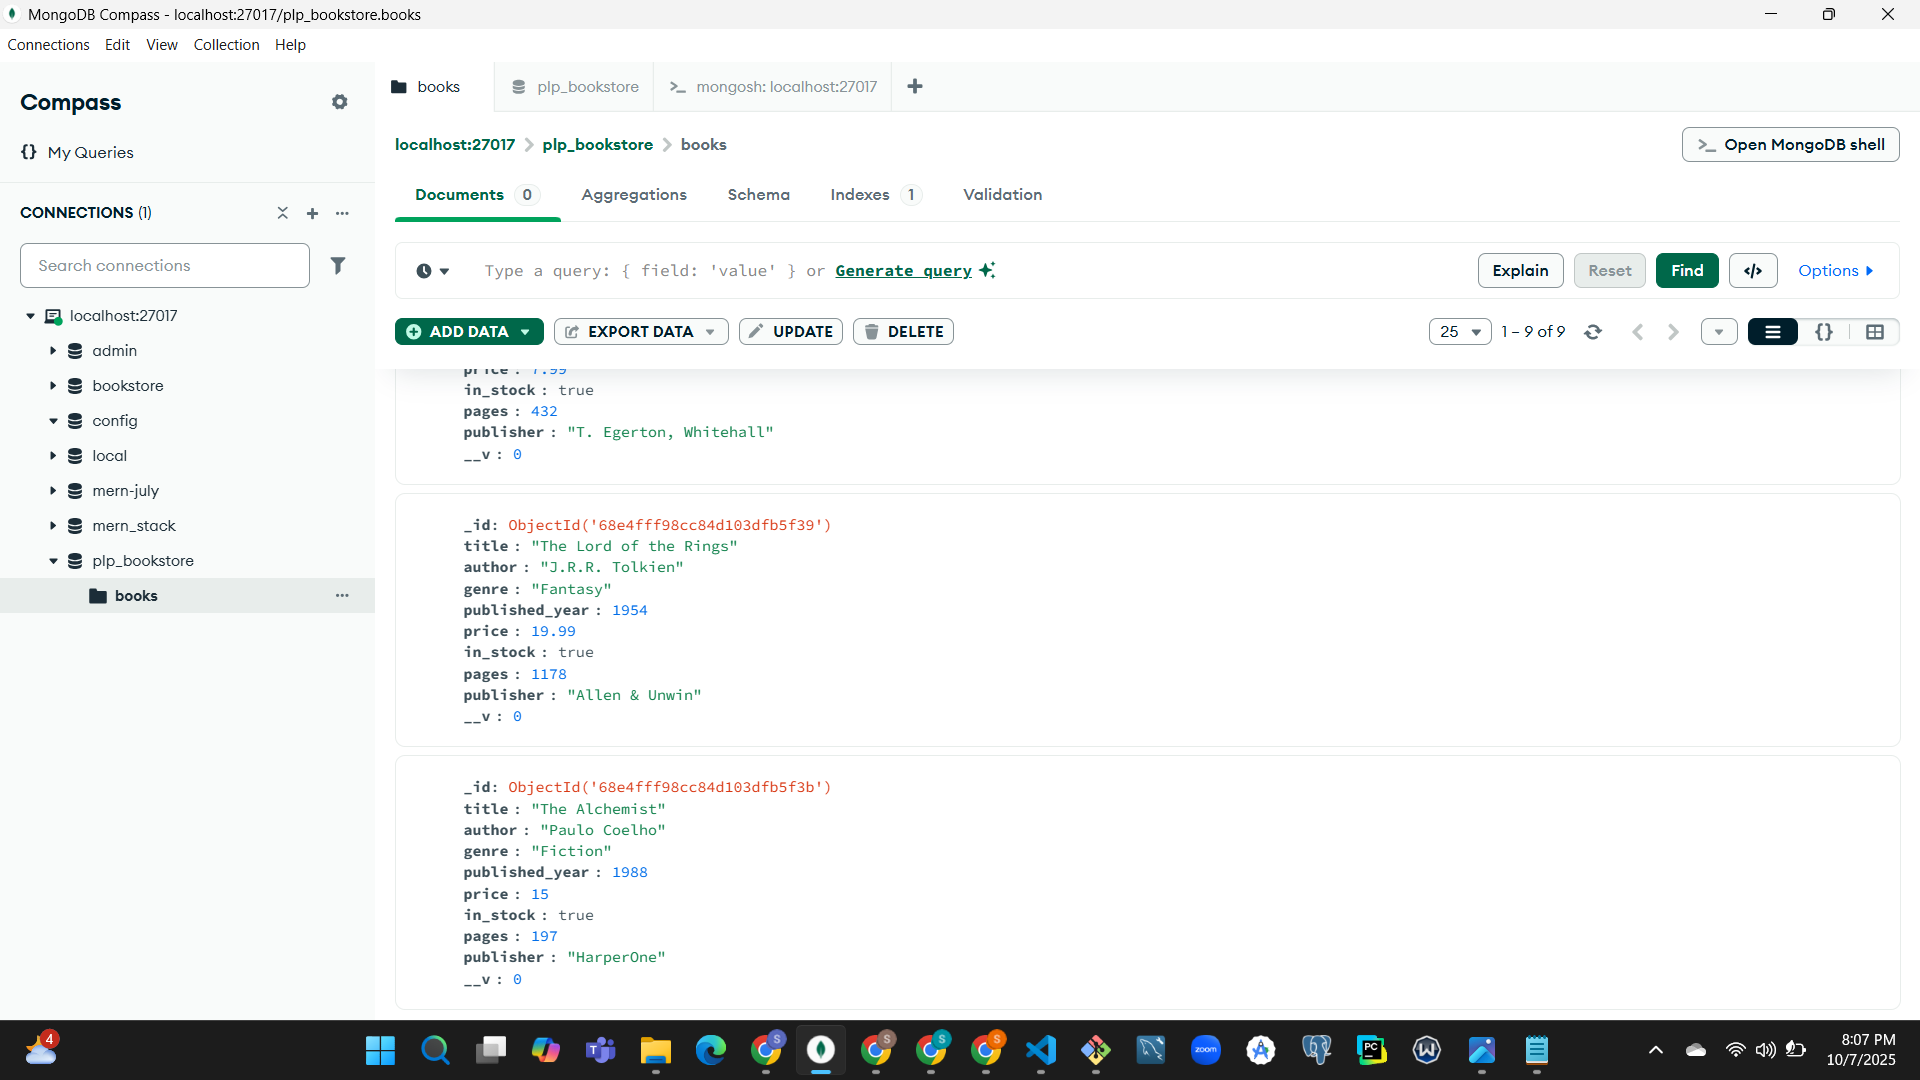 MongoDB Compass - localhost:27017/plp_bookstore.books
Connections Edit View Collection Help
Compass
My Queries
CONNECTIONS (1)
Search connections
localhost:27017
admin
bookstore
config
local
mern-july
mern_stack
plp_bookstore
books
books
plp_bookstore
mongosh: localhost:27017
localhost:27017 > plp_bookstore > books
Open MongoDB shell
Documents 0 Aggregations Schema Indexes 1 Validation
Type a query: { field: 'value' } or Generate query
Explain Reset Find </> Options
ADD DATA EXPORT DATA UPDATE DELETE
25 1 – 9 of 9 {}
price : 7.99
in_stock : true
pages : 432
publisher : "T. Egerton, Whitehall"
__v : 0
_id: ObjectId('68e4fff98cc84d103dfb5f39')
title : "The Lord of the Rings"
author : "J.R.R. Tolkien"
genre : "Fantasy"
published_year : 1954
price : 19.99
in_stock : true
pages : 1178
publisher : "Allen & Unwin"
__v : 0
_id: ObjectId('68e4fff98cc84d103dfb5f3b')
title : "The Alchemist"
author : "Paulo Coelho"
genre : "Fiction"
published_year : 1988
price : 15
in_stock : true
pages : 197
publisher : "HarperOne"
__v : 0
4
S
S
S
S
zoom
PC
W
8:07 PM
10/7/2025